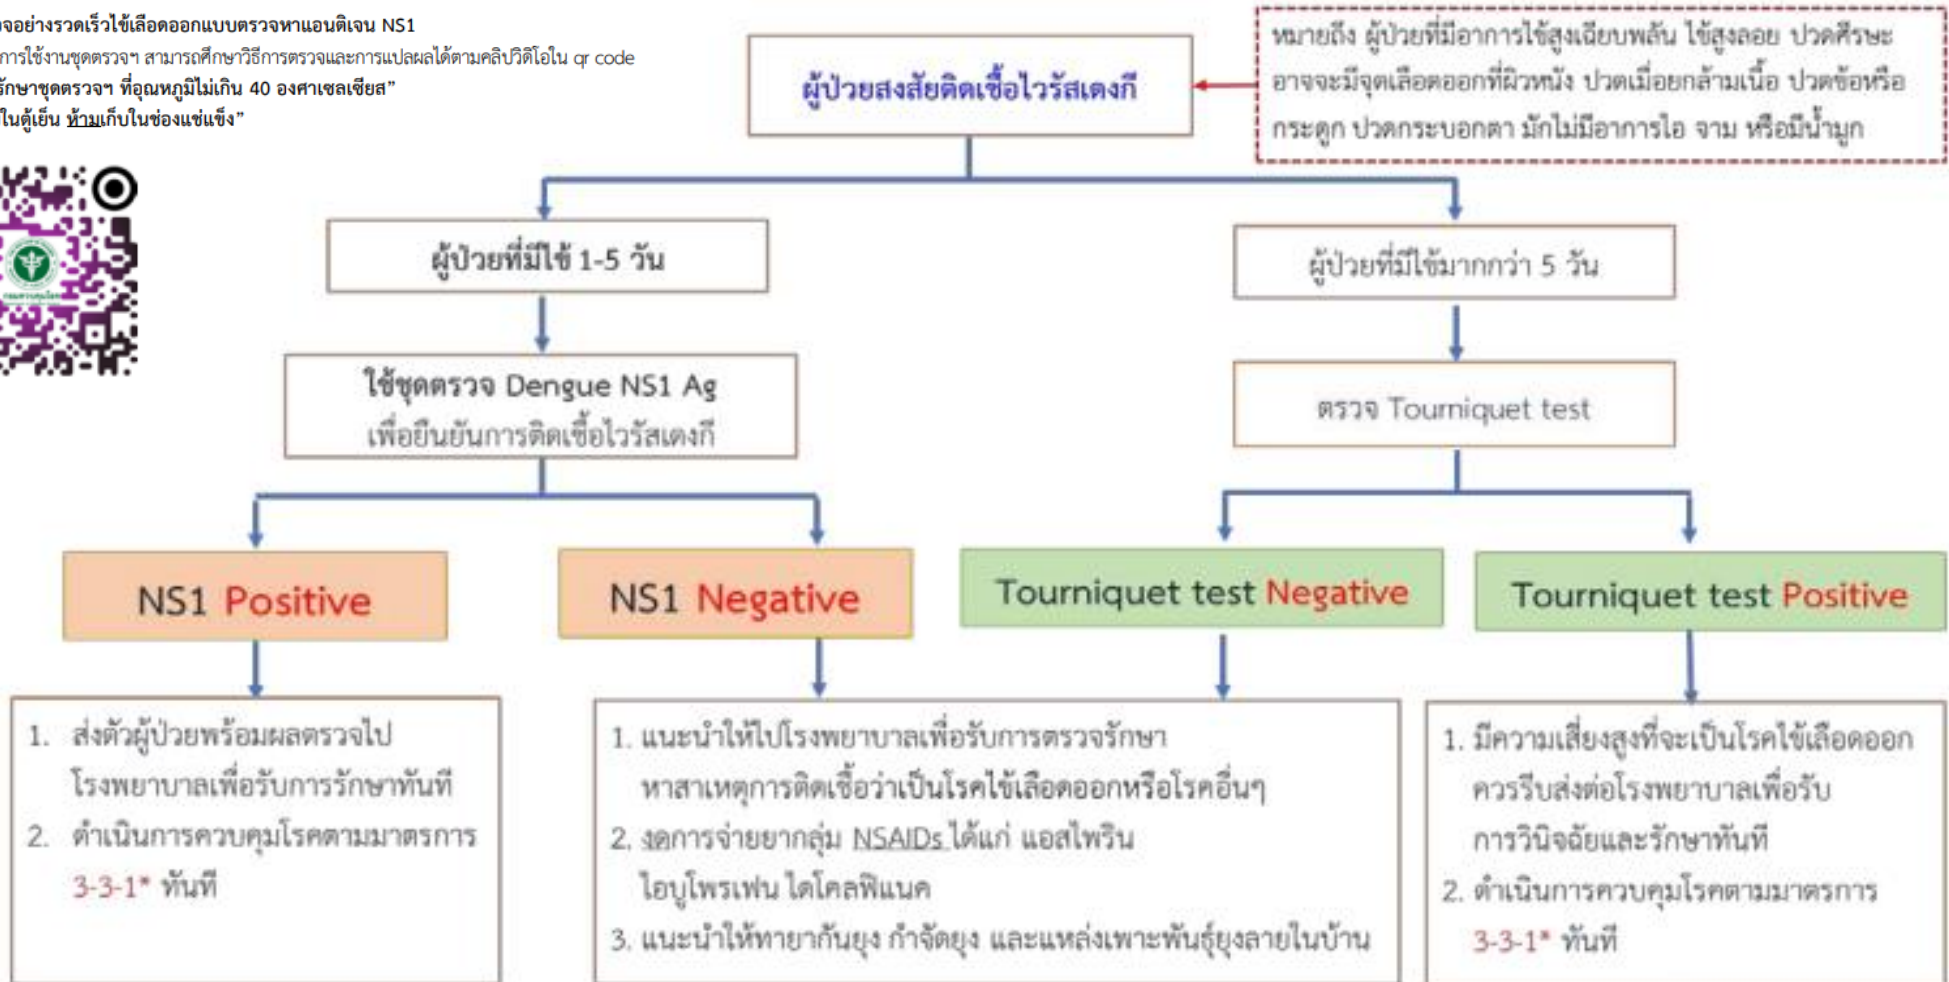 จอย่างรวดเร็วไข้เลือดออกแบบตรวจหาแอนติเจน NS1
การใช้งานชุดตรวจฯ สามารถศึกษาวิธีการตรวจและการแปลผลได้ตามคลิปวิดิโอใน qr code
รักษาชุดตรวจฯ ที่อุณหภูมิไม่เกิน 40 องศาเซลเซียส”
ในตู้เย็น ห้ามเก็บในช่องแช่แข็ง”
ผู้ป่วยสงสัยติดเชื้อไวรัสเดงกี
หมายถึง ผู้ป่วยที่มีอาการไข้สูงเฉียบพลัน ไข้สูงลอย ปวดศีรษะ
อาจจะมีจุดเลือดออกที่ผิวหนัง ปวดเมื่อยกล้ามเนื้อ ปวดข้อหรือ
กระดูก ปวดกระบอกตา มักไม่มีอาการไอ จาม หรือมีน้ำมูก
ผู้ป่วยที่มีไข้ 1-5 วัน
ผู้ป่วยที่มีไข้มากกว่า 5 วัน
ใช้ชุดตรวจ Dengue NS1 Ag
เพื่อยืนยันการติดเชื้อไวรัสเดงกี
ตรวจ Tourniquet test
NS1 Positive
NS1 Negative
Tourniquet test Negative
Tourniquet test Positive
1. ส่งตัวผู้ป่วยพร้อมผลตรวจไป
โรงพยาบาลเพื่อรับการรักษาทันที
2. ดำเนินการควบคุมโรคตามมาตรการ
3-3-1* ทันที
1. แนะนำให้ไปโรงพยาบาลเพื่อรับการตรวจรักษา
หาสาเหตุการติดเชื้อว่าเป็นโรคไข้เลือดออกหรือโรคอื่นๆ
2. งดการจ่ายยากลุ่ม NSAIDs ได้แก่ แอสไพริน
ไอบูโพรเฟน ไดโคลฟิแนค
3. แนะนำให้ทายากันยุง กำจัดยุง และแหล่งเพาะพันธุ์ยุงลายในบ้าน
1. มีความเสี่ยงสูงที่จะเป็นโรคไข้เลือดออก
ควรรีบส่งต่อโรงพยาบาลเพื่อรับ
การวินิจฉัยและรักษาทันที
2. ดำเนินการควบคุมโรคตามมาตรการ
3-3-1* ทันที